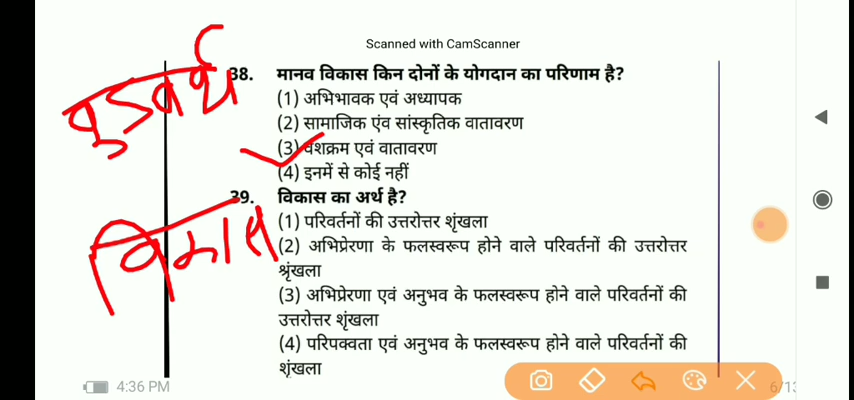 Scanned with CamScanner
38. मानव विकास किन दोनों के योगदान का परिणाम है?
(1) अभिभावक एवं अध्यापक
(2) सामाजिक एंव सांस्कृतिक वातावरण
(3) वंशक्रम एवं वातावरण
(4) इनमें से कोई नहीं
39. विकास का अर्थ है?
(1) परिवर्तनों की उत्तरोत्तर शृंखला
(2) अभिप्रेरणा के फलस्वरूप होने वाले परिवर्तनों की उत्तरोत्तर
श्रृंखला
(3) अभिप्रेरणा एवं अनुभव के फलस्वरूप होने वाले परिवर्तनों की
उत्तरोत्तर शृंखला
(4) परिपक्वता एवं अनुभव के फलस्वरूप होने वाले परिवर्तनों की
शृंखला
विकास
4:36 PM
6/13